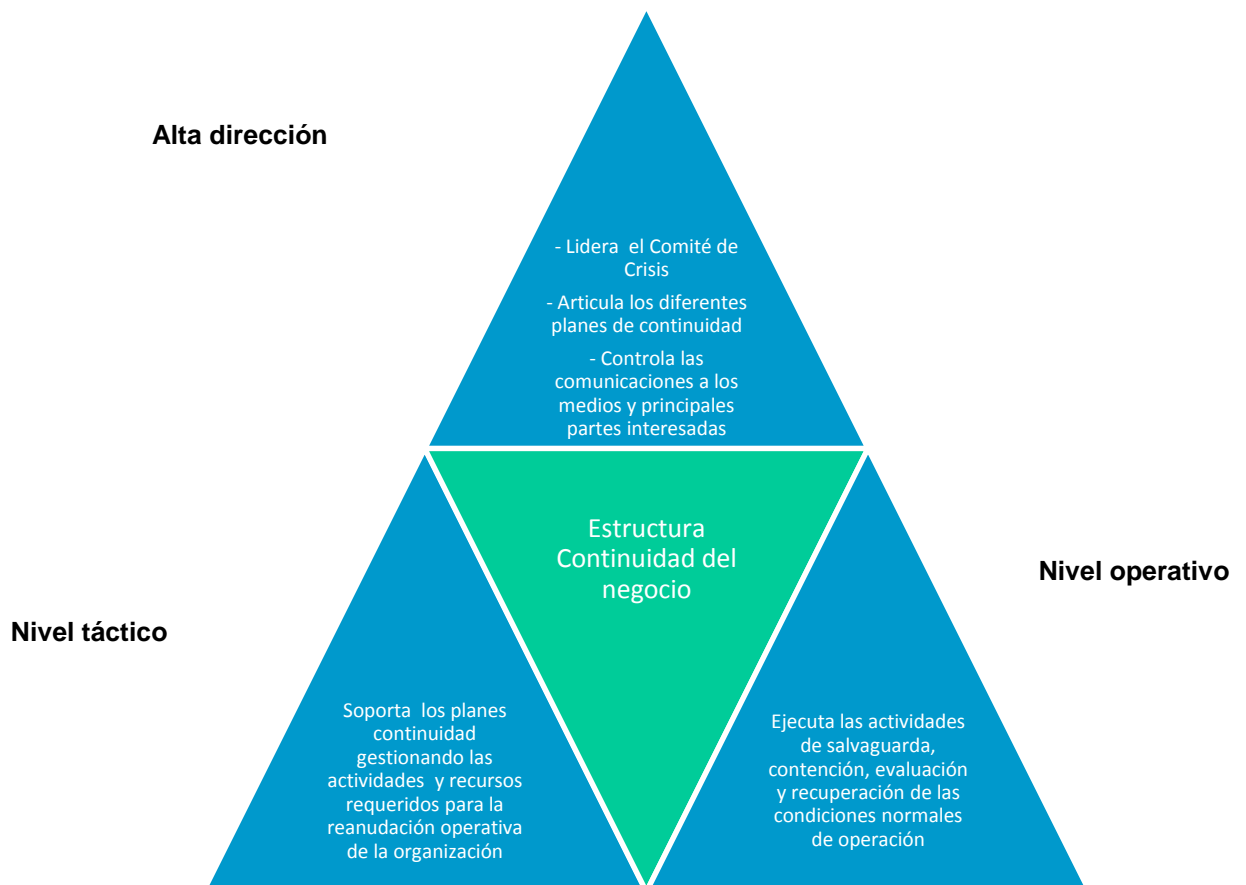 Alta dirección
- Lidera el Comité de
Crisis
- Articula los diferentes
planes de continuidad
- Controla las
comunicaciones a los
medios y principales
partes interesadas
Estructura
Continuidad del
negocio
Nivel operativo
Nivel táctico
Soporta los planes
continuidad
gestionando las
actividades y recursos
requeridos para la
reanudación operativa
de la organización
Ejecuta las actividades
de salvaguarda,
contención, evaluación
y recuperación de las
condiciones normales
de operación